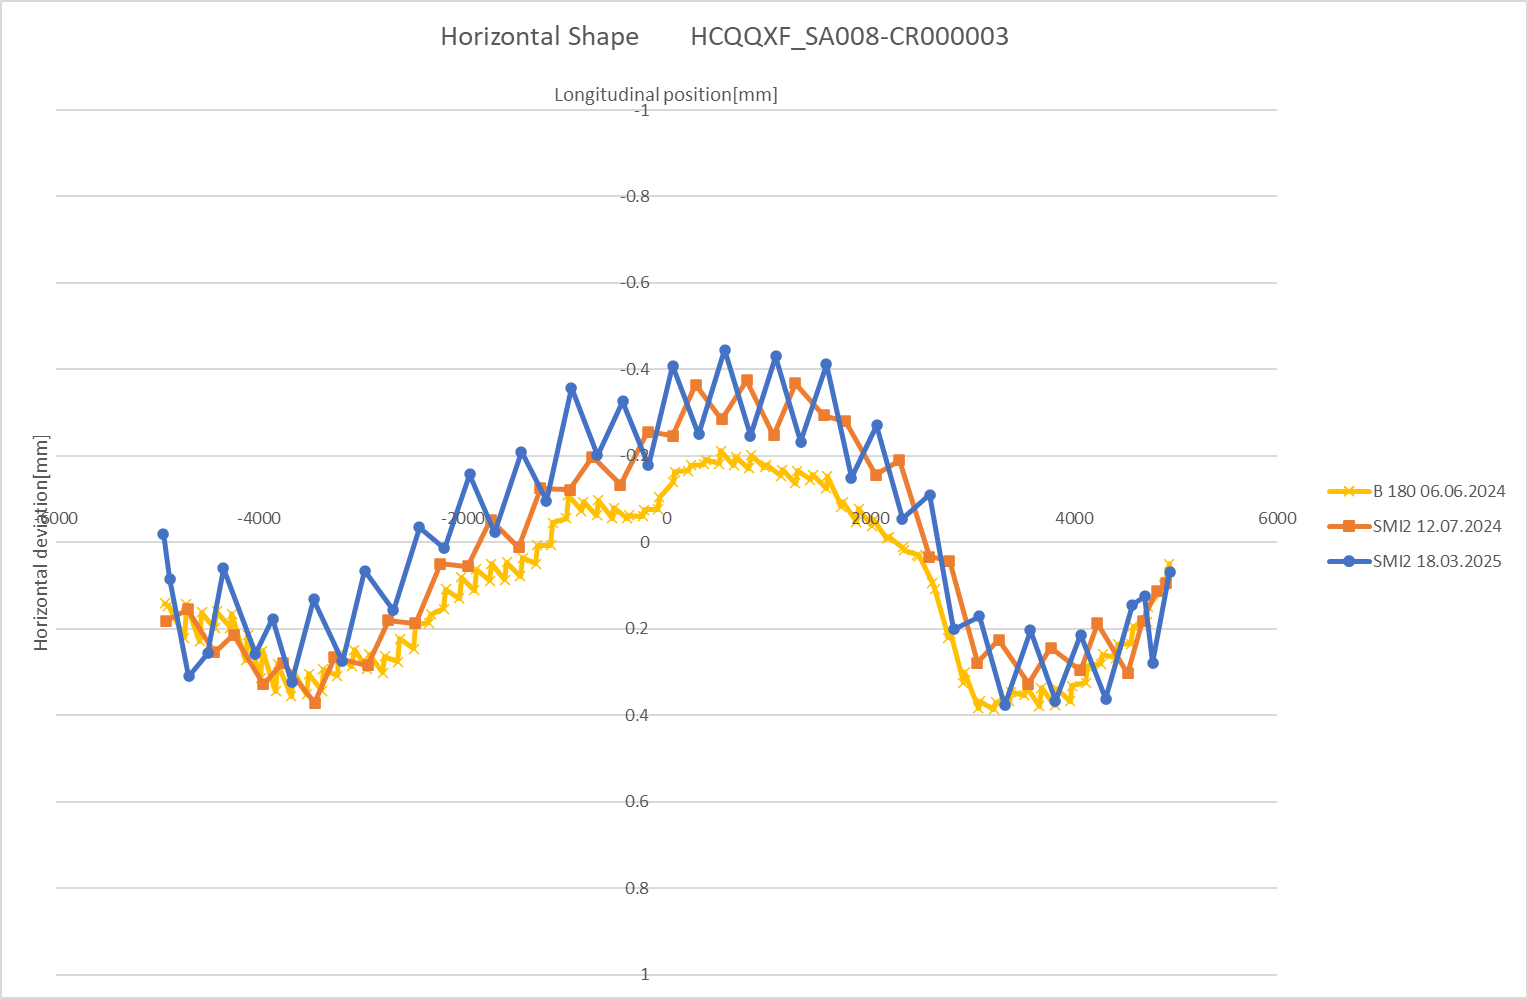 Horizontal Shape HCQQXF_SA008-CR000003
Longitudinal position[mm]
-1
-0.8
-0.6
-0.4
-0.2
-6000 -4000 -2000 0 2000 4000 6000
0
0.2
0.4
0.6
0.8
1
Horizontal deviation[mm]
B 180 06.06.2024
SMI2 12.07.2024
SMI2 18.03.2025